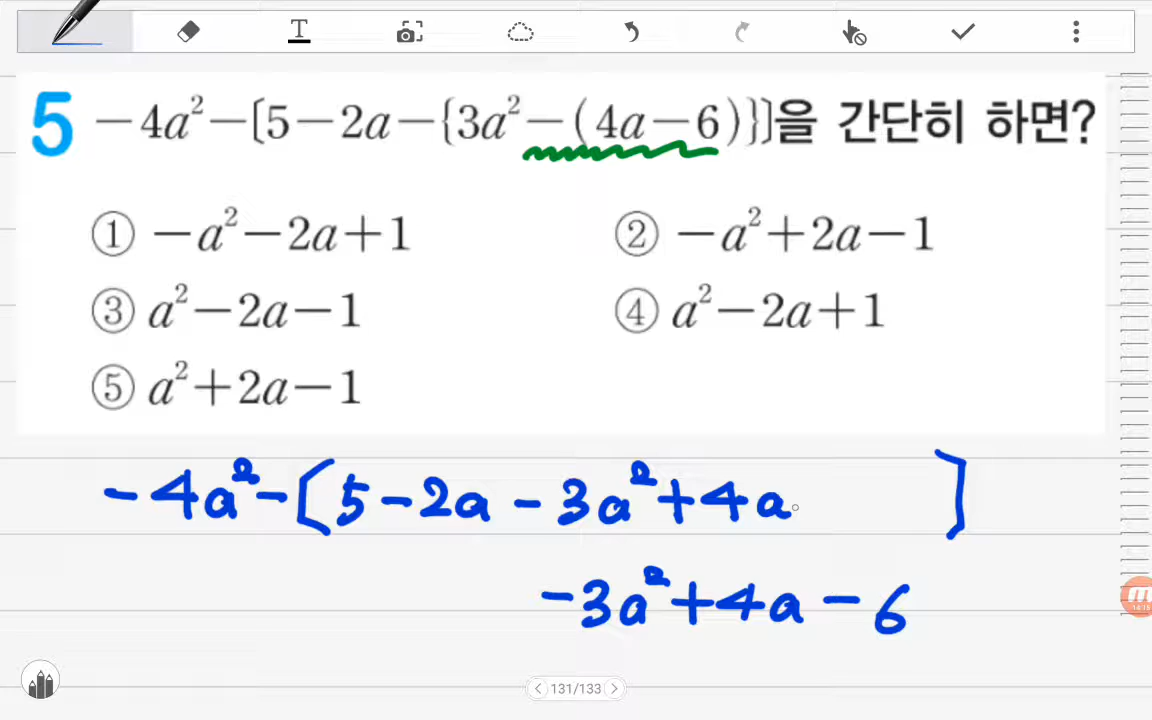 T
5 -4a²-[5-2a-{3a²-(4a-6)}]을 간단히 하면?
① -a²-2a+1 ② -a²+2a-1
③ a²-2a-1 ④ a²-2a+1
⑤ a²+2a-1
-4a²-[5-2a-3a²+4a ]
-3a²+4a-6
131/133